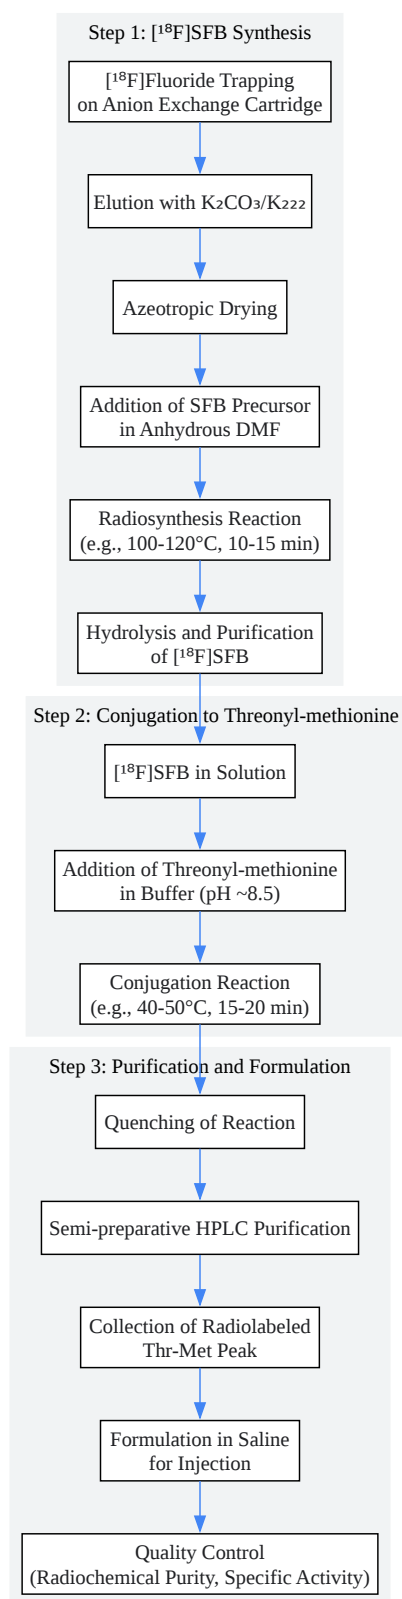 Step 1: [¹⁸F]SFB Synthesis
[¹⁸F]Fluoride Trapping
on Anion Exchange Cartridge
Elution with K₂CO₃/K₂₂₂
Azeotropic Drying
Addition of SFB Precursor
in Anhydrous DMF
Radiosynthesis Reaction
(e.g., 100-120°C, 10-15 min)
Hydrolysis and Purification
of [¹⁸F]SFB
Step 2: Conjugation to Threonyl-methionine
[¹⁸F]SFB in Solution
Addition of Threonyl-methionine
in Buffer (pH ~8.5)
Conjugation Reaction
(e.g., 40-50°C, 15-20 min)
Step 3: Purification and Formulation
Quenching of Reaction
Semi-preparative HPLC Purification
Collection of Radiolabeled
Thr-Met Peak
Formulation in Saline
for Injection
Quality Control
(Radiochemical Purity, Specific Activity)